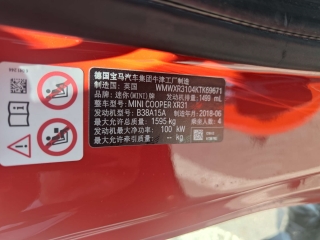 德国宝马汽车集团牛津工厂制造
制造国: 英国 WMWXR3104KTK69671
品牌: 迷你(MINI)牌 发动机排量: 1499 mL
整车型号: MINI COOPER XR31
发动机型号: B38A15A 制造年月: 2018-06
最大允许总质量: 1595 kg 乘坐人数: 4
发动机最大净功率: 100 kW
最大允许牵引质量: -- kg